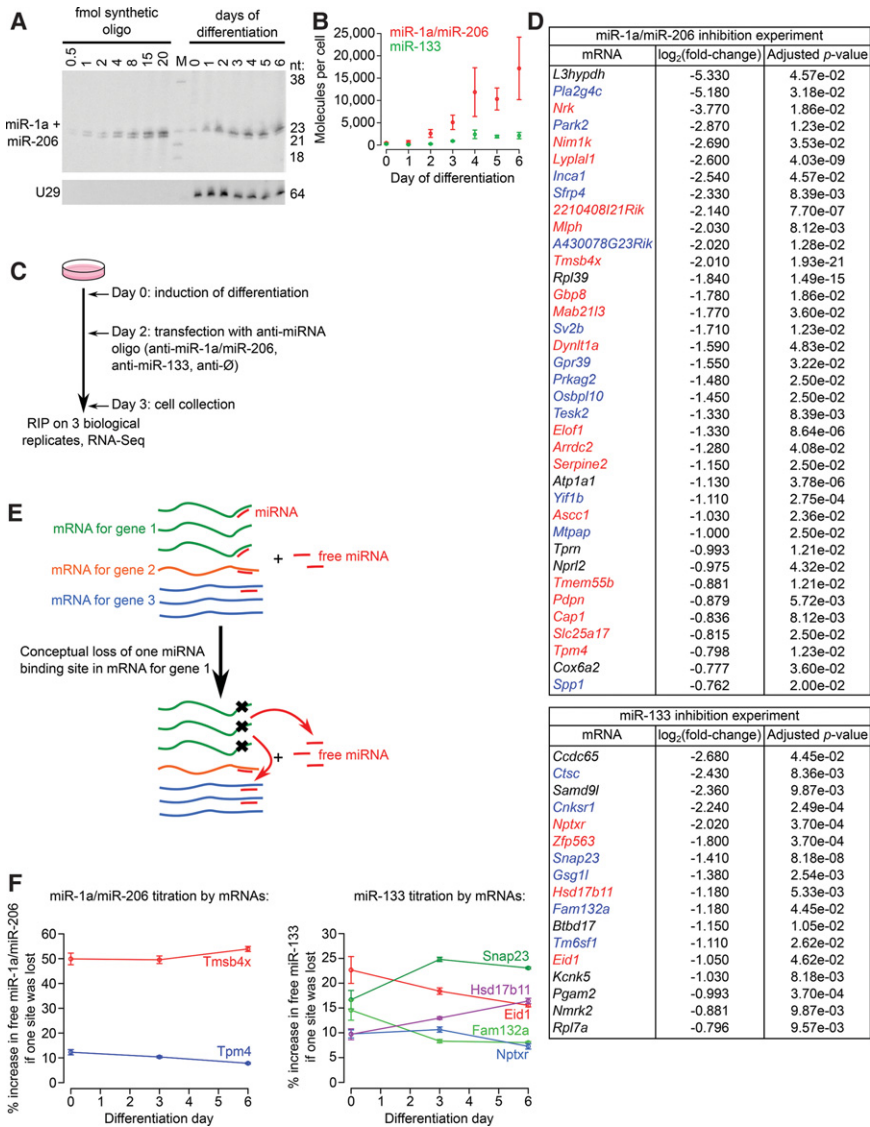 A
fmol synthetic oligo
days of differentiation
0.5 1 2 4 8 15 20 M 0 1 2 3 4 5 6 nt:
38
miR-1a + miR-206
23
21
18
U29
64
B
miR-1a/miR-206
miR-133
Molecules per cell
25,000
20,000
15,000
10,000
5,000
0
0 1 2 3 4 5 6
Day of differentiation
C
Day 0: induction of differentiation
Day 2: transfection with anti-miRNA
oligo (anti-miR-1a/miR-206,
anti-miR-133, anti-Ø)
Day 3: cell collection
RIP on 3 biological
replicates, RNA-Seq
D
miR-1a/miR-206 inhibition experiment
mRNA log2(fold-change) Adjusted p-value
L3hypdh -5.330 4.57e-02
Pla2g4c -5.180 3.18e-02
Nrk -3.770 1.86e-02
Park2 -2.870 1.23e-02
Nim1k -2.690 3.53e-02
Lyplal1 -2.600 4.03e-09
Inca1 -2.540 4.57e-02
Sfrp4 -2.330 8.39e-03
2210408I21Rik -2.140 7.70e-07
Mlph -2.030 8.12e-03
A430078G23Rik -2.020 1.28e-02
Tmsb4x -2.010 1.93e-21
Rpl39 -1.840 1.49e-15
Gbp8 -1.780 1.86e-02
Mab21l3 -1.770 3.60e-02
Sv2b -1.710 1.23e-02
Dynlt1a -1.590 4.83e-02
Gpr39 -1.550 3.22e-02
Prkag2 -1.480 2.50e-02
Osbpl10 -1.450 2.50e-02
Tesk2 -1.330 8.39e-03
Elof1 -1.330 8.64e-06
Arrdc2 -1.280 4.08e-02
Serpine2 -1.150 2.50e-02
Atp1a1 -1.130 3.78e-06
Yif1b -1.110 2.75e-04
Ascc1 -1.030 2.36e-02
Mtpap -1.000 2.50e-02
Tprn -0.993 1.21e-02
Nprl2 -0.975 4.32e-02
Tmem55b -0.881 1.21e-02
Pdpn -0.879 5.72e-03
Cap1 -0.836 8.12e-03
Slc25a17 -0.815 2.50e-02
Tpm4 -0.798 1.23e-02
Cox6a2 -0.777 3.60e-02
Spp1 -0.762 2.00e-02
miR-133 inhibition experiment
mRNA log2(fold-change) Adjusted p-value
Ccdc65 -2.680 4.45e-02
Ctsc -2.430 8.36e-03
Samd9l -2.360 9.87e-03
Cnksr1 -2.240 2.49e-04
Nptxr -2.020 3.70e-04
Zfp563 -1.800 3.70e-04
Snap23 -1.410 8.18e-08
Gsg1l -1.380 2.54e-03
Hsd17b11 -1.180 5.33e-03
Fam132a -1.180 4.45e-02
Btbd17 -1.150 1.05e-02
Tm6sf1 -1.110 2.62e-02
Eid1 -1.050 4.62e-02
Kcnk5 -1.030 8.18e-03
Pgam2 -0.993 3.70e-04
Nmrk2 -0.881 9.87e-03
Rpl7a -0.796 9.57e-03
E
miRNA
mRNA for gene 1
+ free miRNA
mRNA for gene 2
mRNA for gene 3
Conceptual loss of one miRNA
binding site in mRNA for gene 1
+ free miRNA
F
miR-1a/miR-206 titration by mRNAs:
% increase in free miR-1a/miR-206
if one site was lost
60
50
40
30
20
10
0
Tmsb4x
Tpm4
0 1 2 3 4 5 6
Differentiation day
miR-133 titration by mRNAs:
% increase in free miR-133
if one site was lost
30
25
20
15
10
5
0
Snap23
Hsd17b11
Eid1
Fam132a
Nptxr
0 1 2 3 4 5 6
Differentiation day